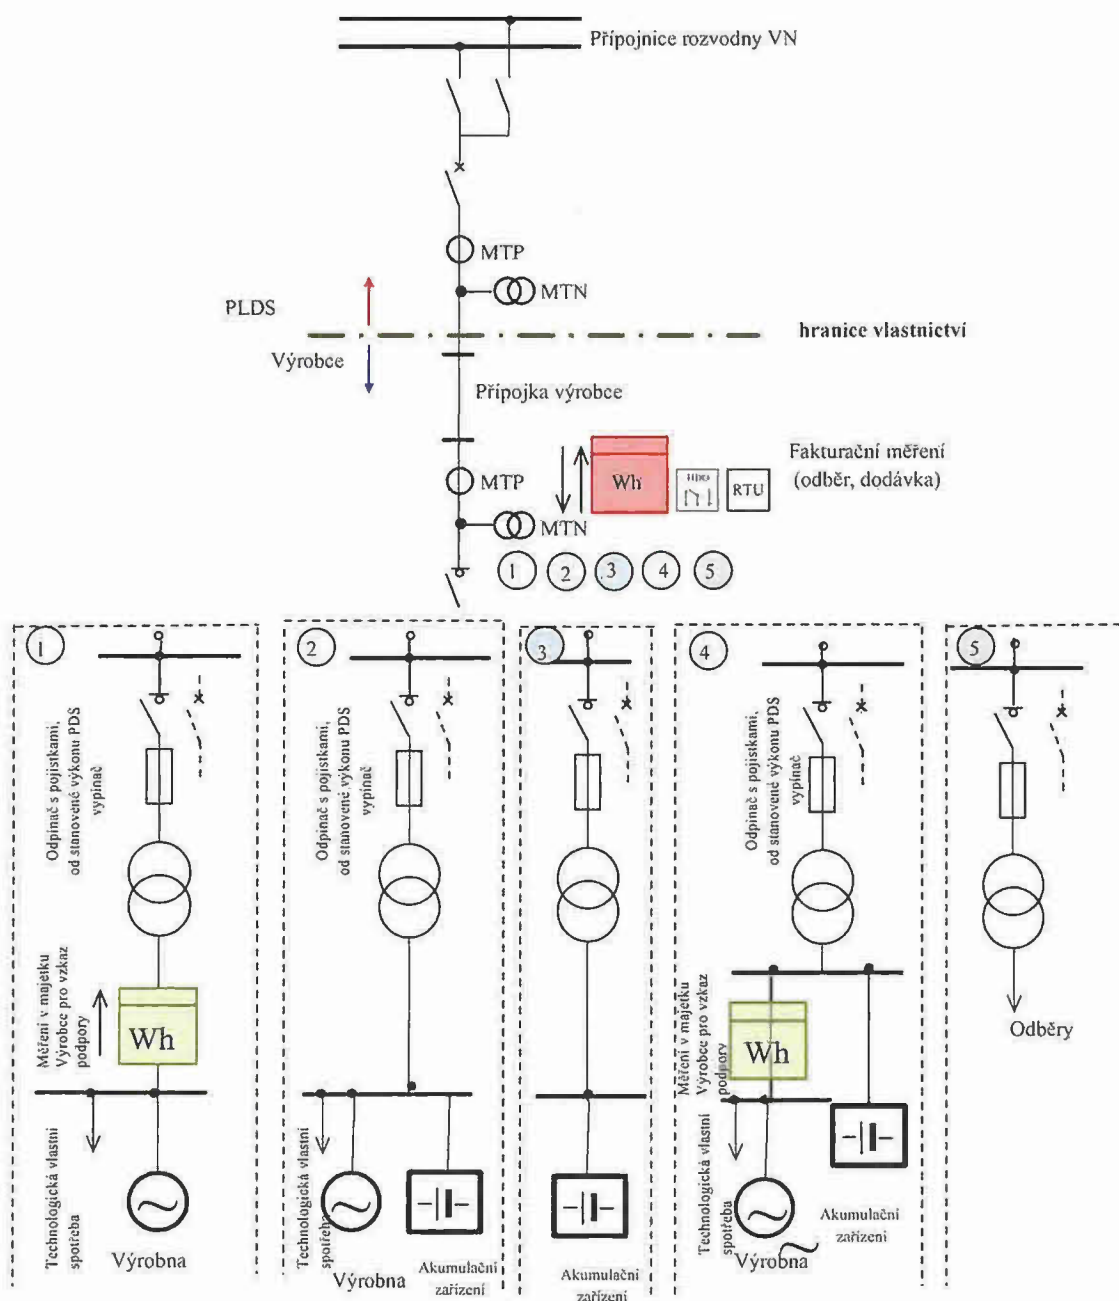 Přípojnice rozvodny VN
MTP
MTN
PLDS
hranice vlastnictví
Výrobce
Přípojka výrobce
Fakturační měření
(odběr, dodávka)
MTP
Wh
HDO
RTU
MTN
1
2
3
4
5
1
Odpínač s pojistkami,
od stanovené výkonu PDS
vypínač
Měření v majetku
Výrobce pro vzkaz
podpory
Wh
Technologická vlastní
spotřeba
Výrobna
2
Odpínač s pojistkami,
od stanovené výkonu PDS
vypínač
Technologická vlastní
spotřeba
Výrobna
Akumulační
zařízení
3
Akumulační
zařízení
4
Odpínač s pojistkami,
od stanovené výkonu PDS
vypínač
Měření v majetku
Výrobce pro vzkaz
podpory
Wh
Technologická vlastní
spotřeba
Výrobna
Akumulační
zařízení
5
Odběry